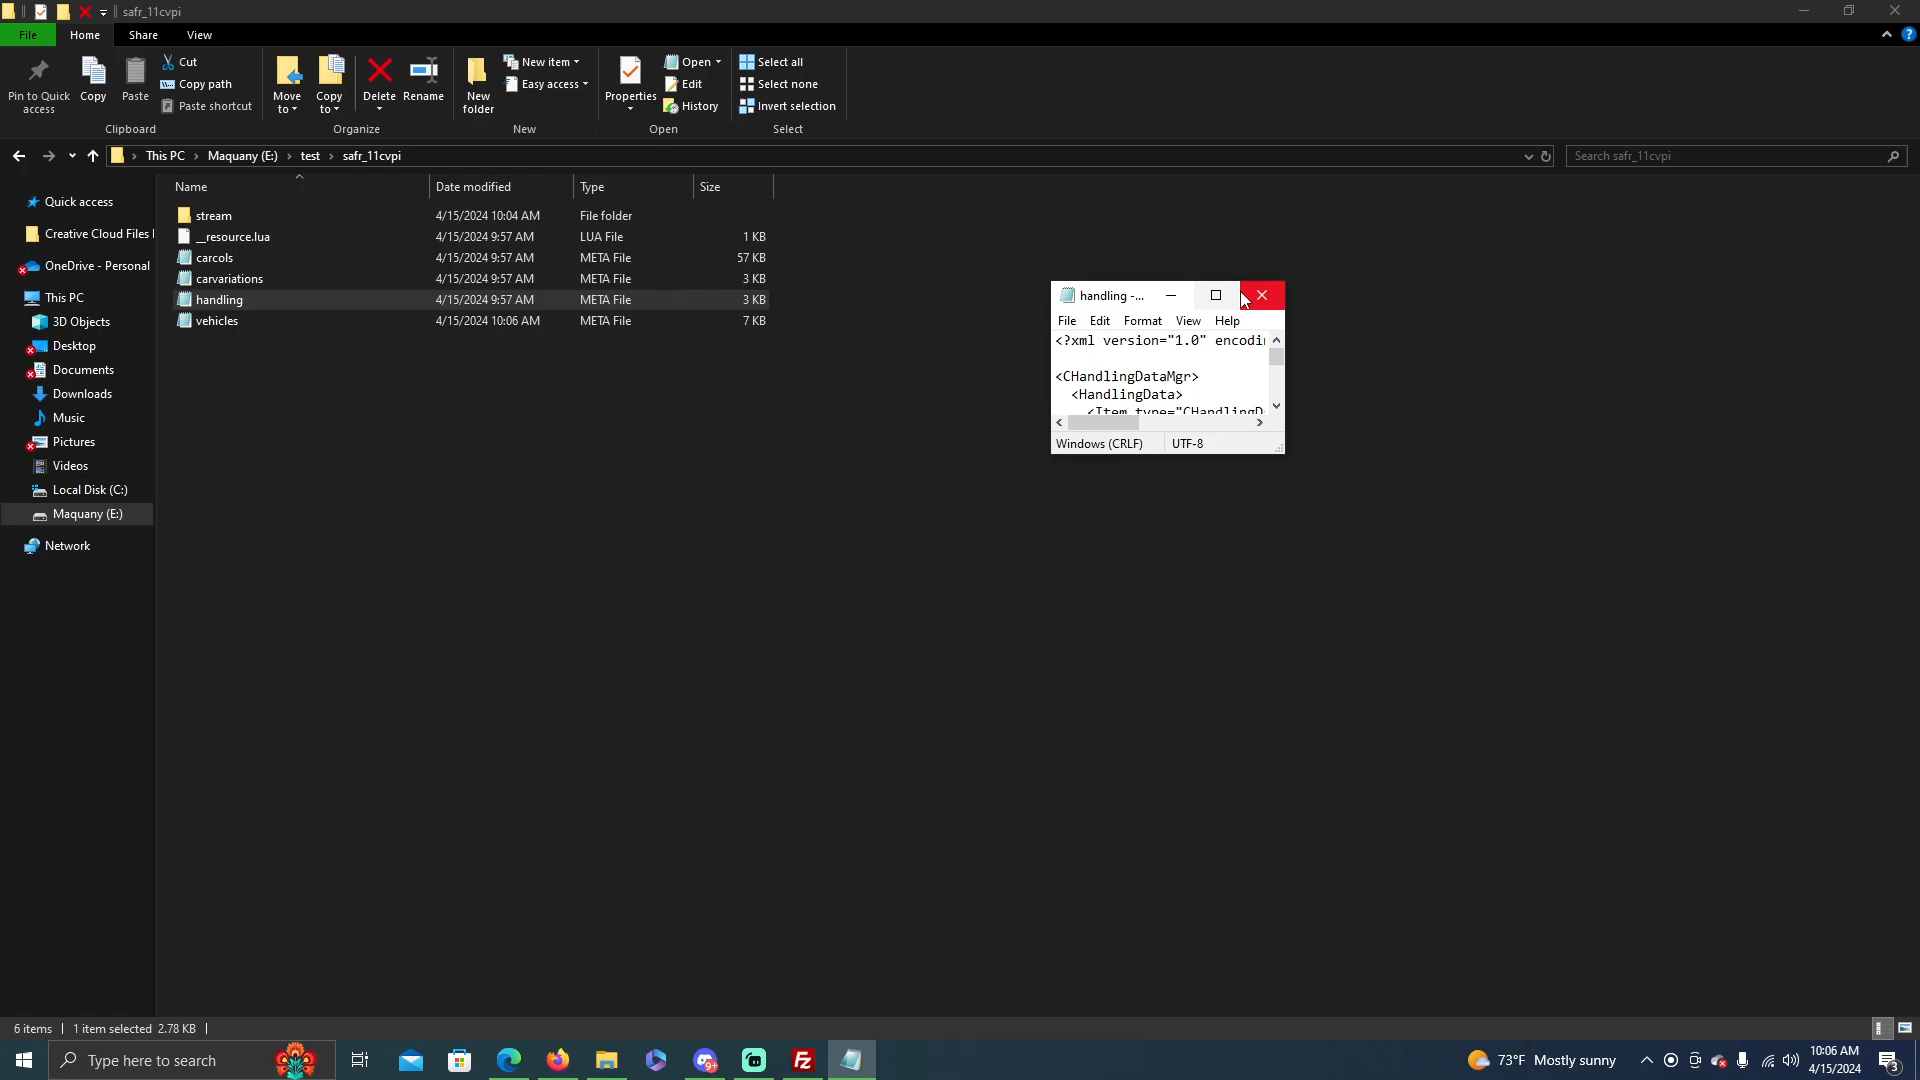 safr_11cvpi
File Home Share View
Pin to Quick access
Copy
Paste
Cut
Copy path
Paste shortcut
Clipboard
Move to
Copy to
Delete
Rename
Organize
New folder
New item
Easy access
New
Properties
Open
Edit
History
Open
Select all
Select none
Invert selection
Select
This PC › Maquany (E:) › test › safr_11cvpi
Search safr_11cvpi
Quick access
Creative Cloud Files
OneDrive - Personal
This PC
3D Objects
Desktop
Documents
Downloads
Music
Pictures
Videos
Local Disk (C:)
Maquany (E:)
Network
Name Date modified Type Size
stream 4/15/2024 10:04 AM File folder
__resource.lua 4/15/2024 9:57 AM LUA File 1 KB
carcols 4/15/2024 9:57 AM META File 57 KB
carvariations 4/15/2024 9:57 AM META File 3 KB
handling 4/15/2024 9:57 AM META File 3 KB
vehicles 4/15/2024 10:06 AM META File 7 KB
handling -...
File Edit Format View Help
<?xml version="1.0" encodi
<CHandlingDataMgr>
<HandlingData>
<Item type="CHandlingD
Windows (CRLF) UTF-8
6 items 1 item selected 2.78 KB
Type here to search
9+
Fz
73°F Mostly sunny
10:06 AM
4/15/2024
3